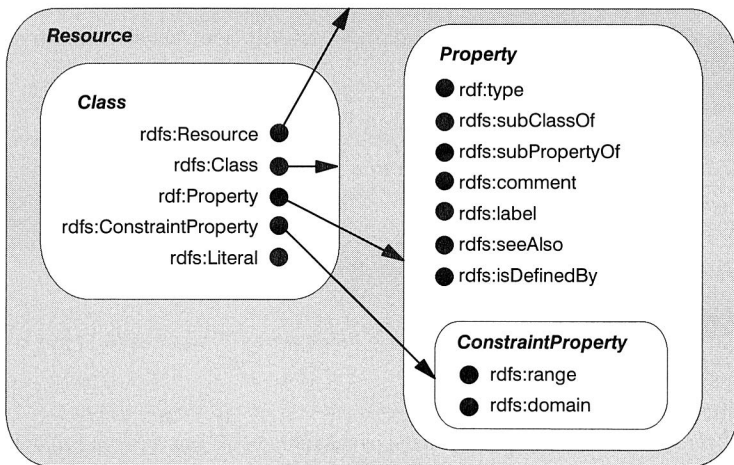 Resource
Class
rdfs:Resource
rdfs:Class
rdf:Property
rdfs:ConstraintProperty
rdfs:Literal
Property
rdf:type
rdfs:subClassOf
rdfs:subPropertyOf
rdfs:comment
rdfs:label
rdfs:seeAlso
rdfs:isDefinedBy
ConstraintProperty
rdfs:range
rdfs:domain